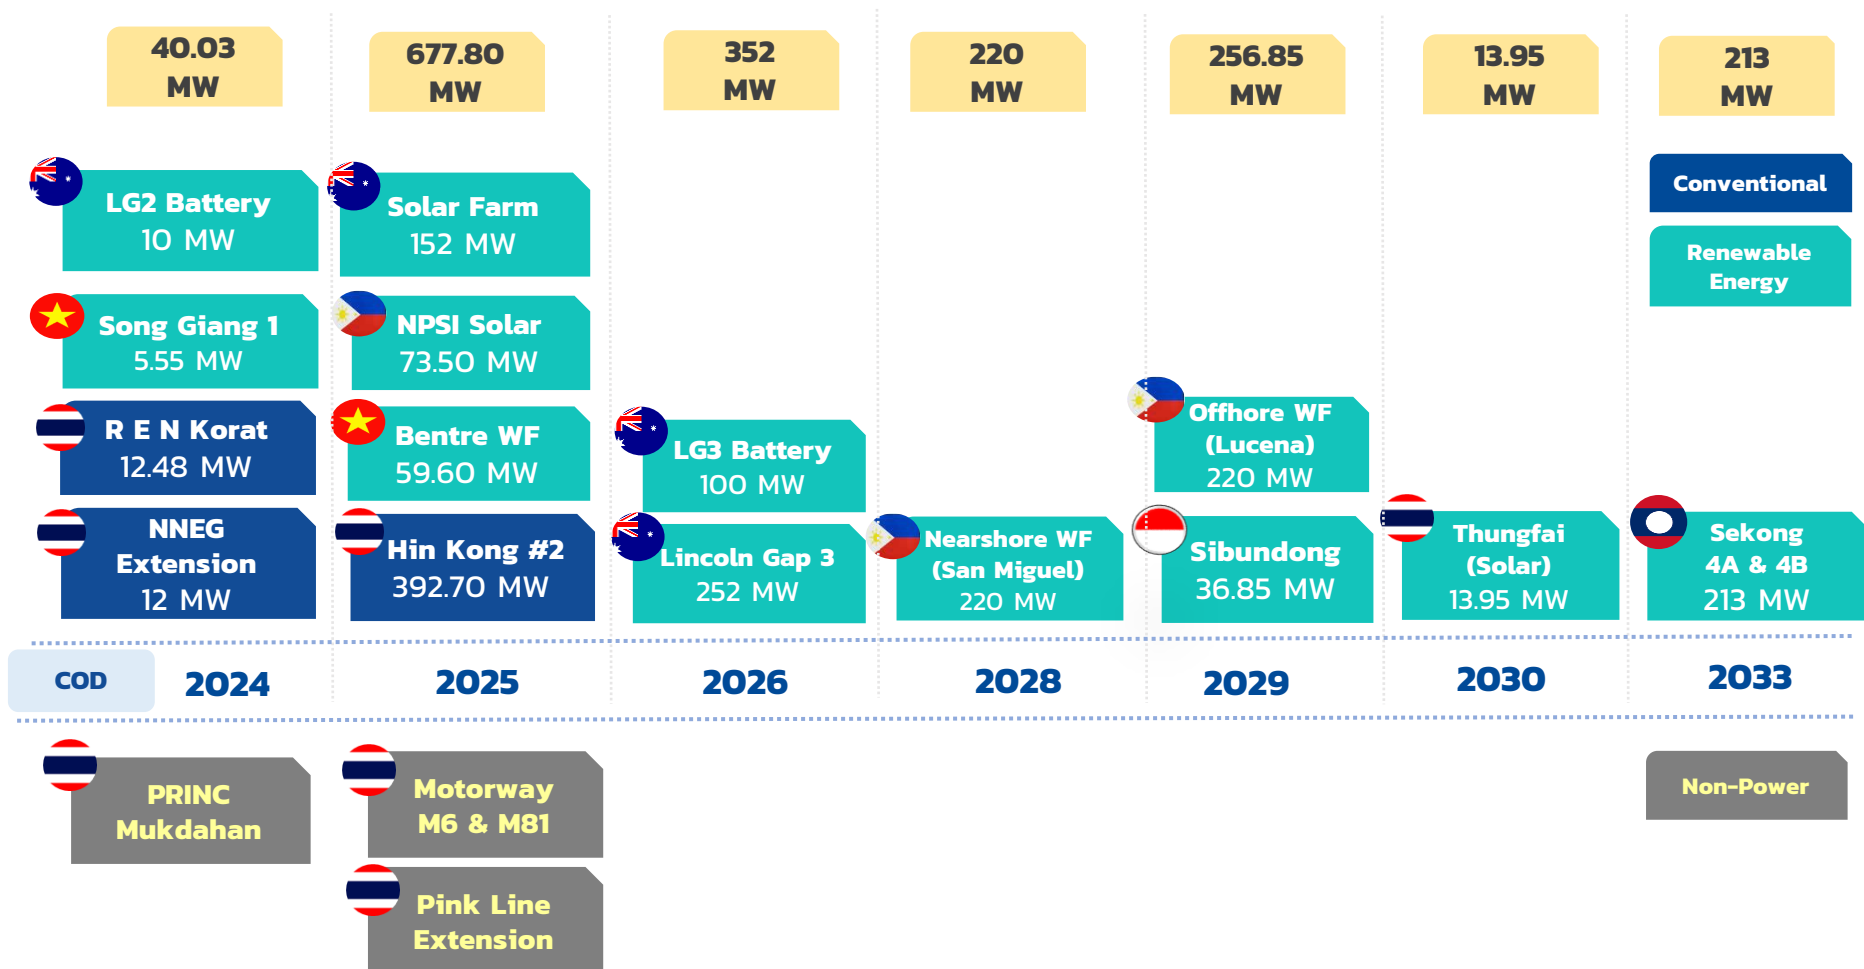 40.03
MW
677.80
MW
352
MW
220
MW
256.85
MW
13.95
MW
213
MW
Conventional
Renewable
Energy
LG2 Battery
10 MW
Song Giang 1
5.55 MW
R E N Korat
12.48 MW
NNEG
Extension
12 MW
Solar Farm
152 MW
NPSI Solar
73.50 MW
Bentre WF
59.60 MW
Hin Kong #2
392.70 MW
LG3 Battery
100 MW
Lincoln Gap 3
252 MW
Nearshore WF
(San Miguel)
220 MW
Offhore WF
(Lucena)
220 MW
Sibundong
36.85 MW
Thungfai
(Solar)
13.95 MW
Sekong
4A & 4B
213 MW
COD
2024
2025
2026
2028
2029
2030
2033
PRINC
Mukdahan
Motorway
M6 & M81
Pink Line
Extension
Non-Power